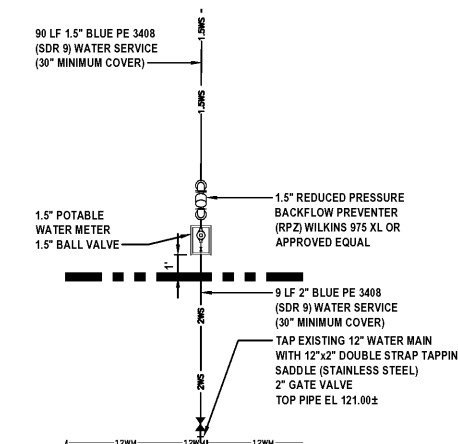 1.5WS
90 LF 1.5" BLUE PE 3408
(SDR 9) WATER SERVICE
(30" MINIMUM COVER)
1.5WS
1.5" REDUCED PRESSURE
BACKFLOW PREVENTER
(RPZ) WILKINS 975 XL OR
APPROVED EQUAL
1.5" POTABLE
WATER METER
1.5" BALL VALVE
1'
9 LF 2" BLUE PE 3408
(SDR 9) WATER SERVICE
(30" MINIMUM COVER)
2WS
TAP EXISTING 12" WATER MAIN
WITH 12"x2" DOUBLE STRAP TAPPIN
SADDLE (STAINLESS STEEL)
2" GATE VALVE
TOP PIPE EL 121.00±
2WS
12WM 12WM 12WM